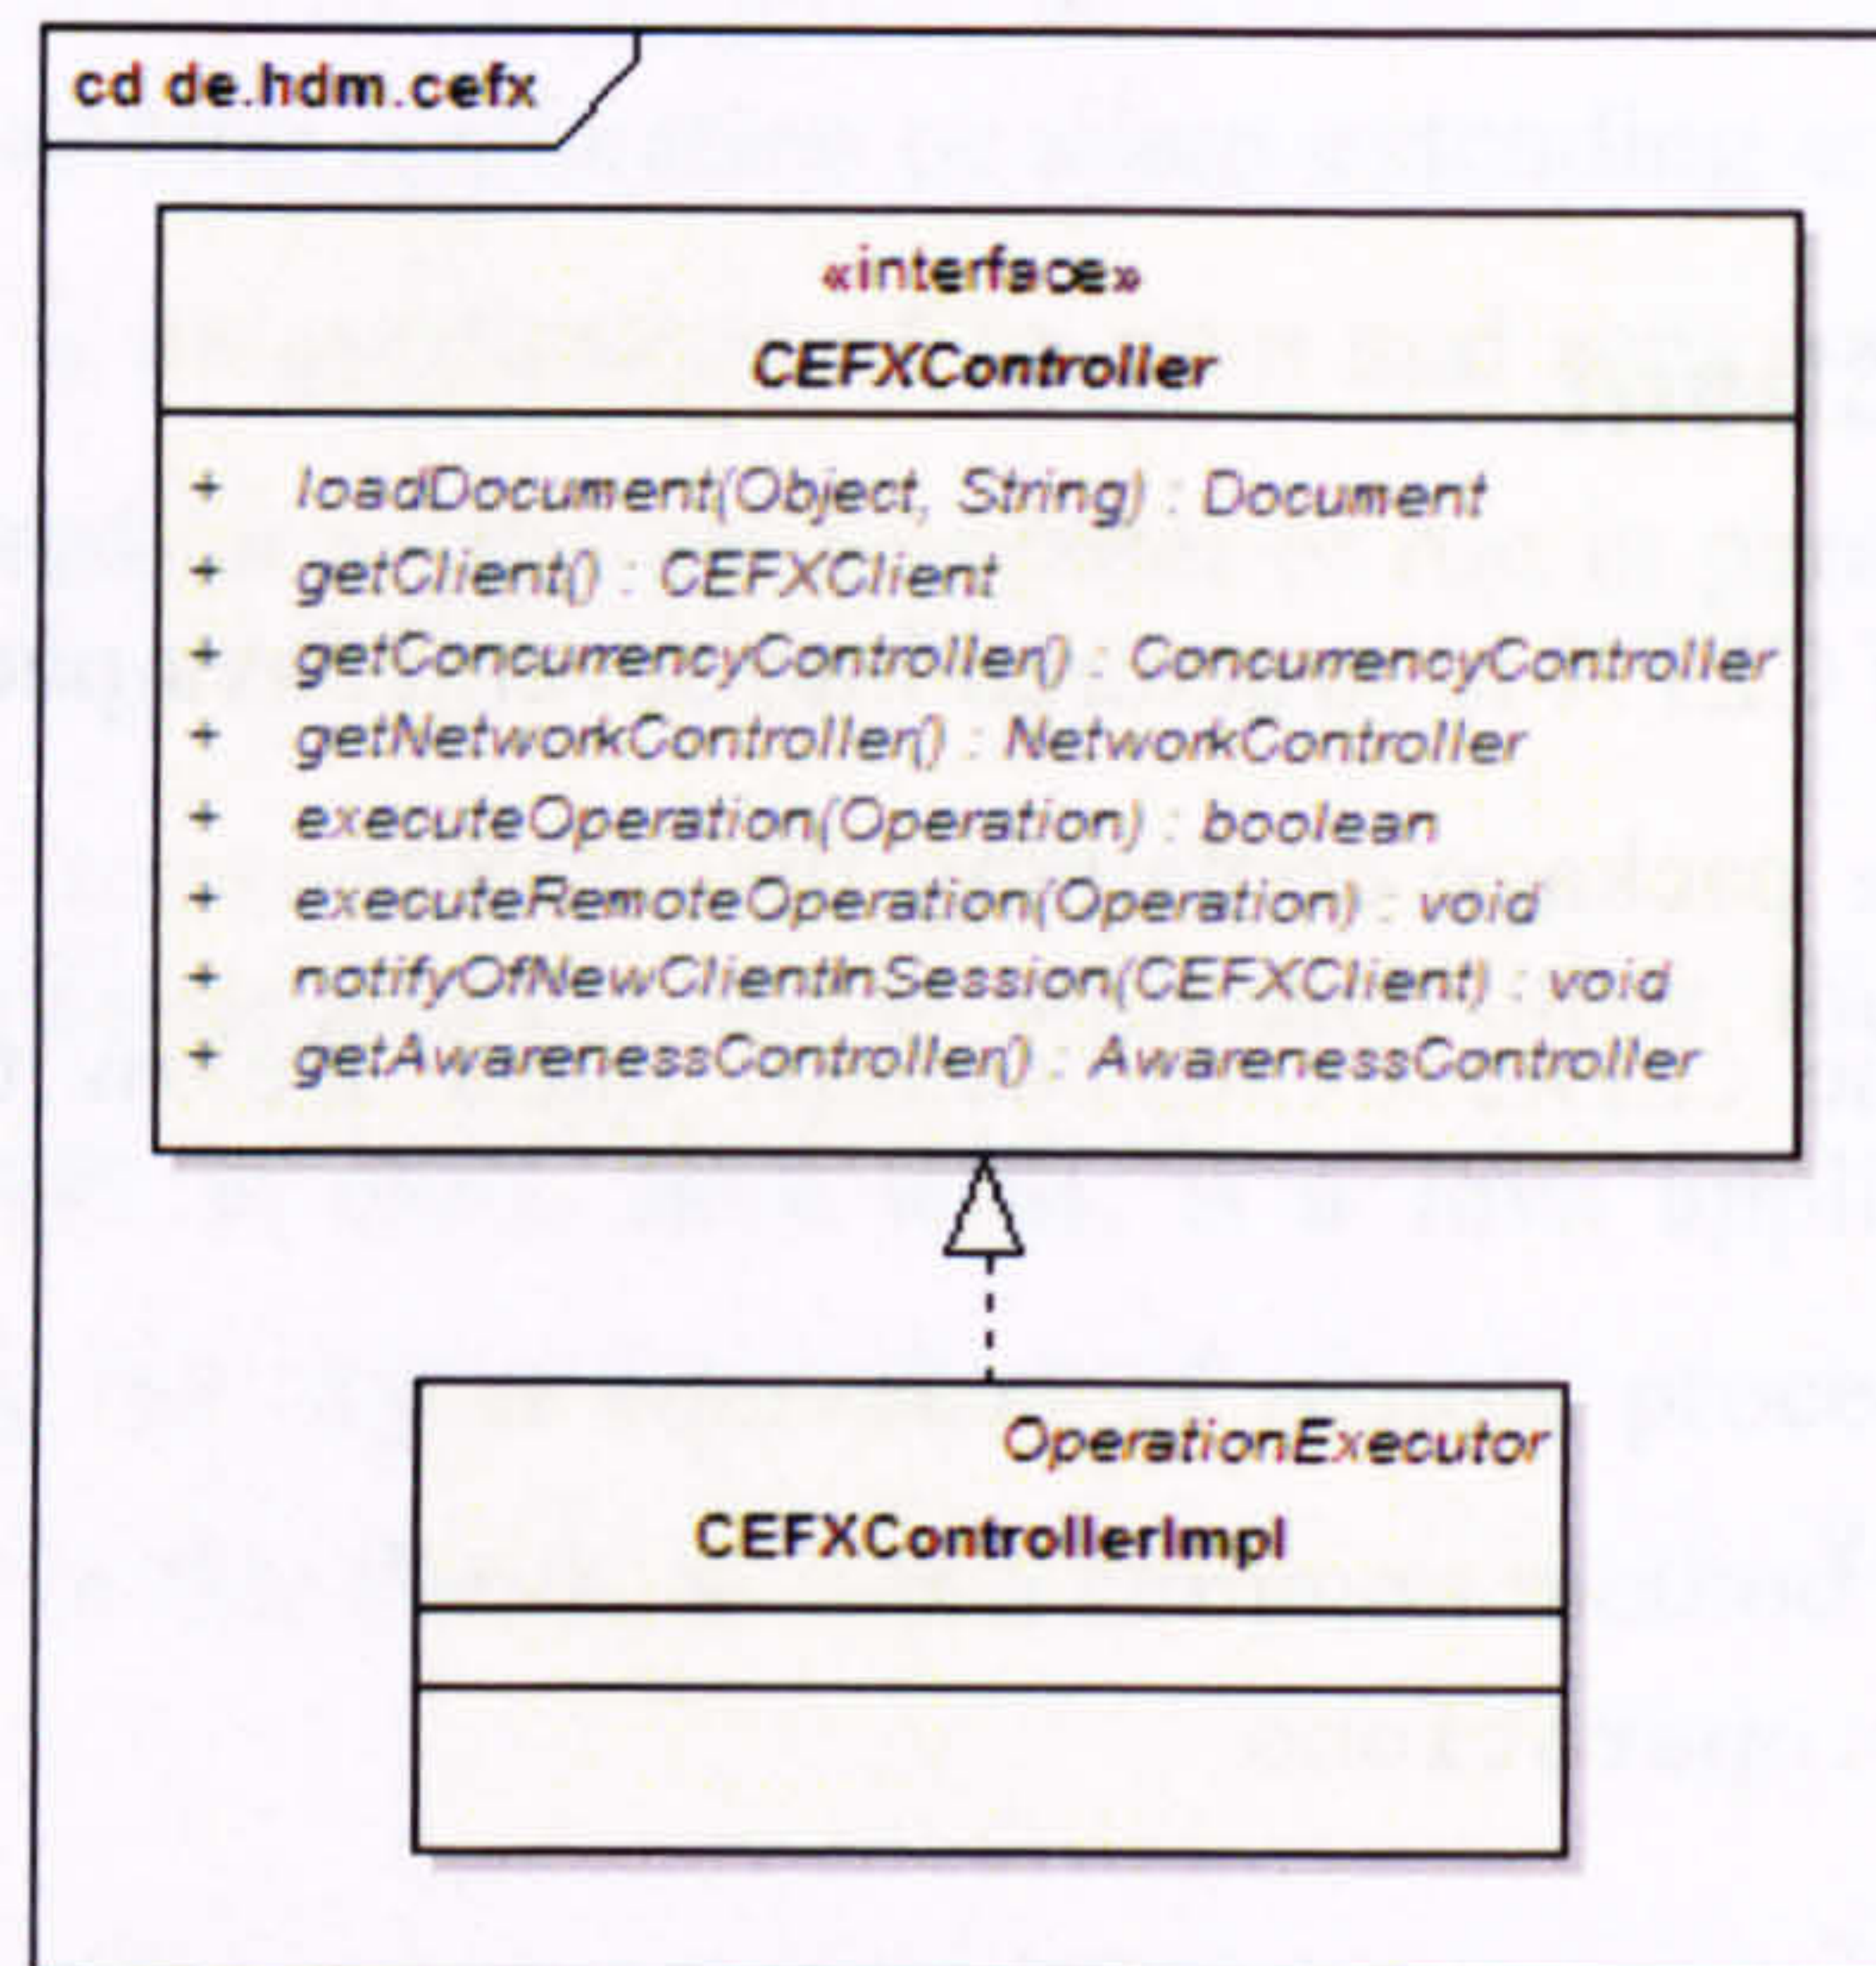 cd de.hdm.cefx
«interface»
CEFXController
+ loadDocument(Object, String) : Document
+ getClient() : CEFXClient
+ getConcurrencyController() : ConcurrencyController
+ getNetworkController() : NetworkController
+ executeOperation(Operation) : boolean
+ executeRemoteOperation(Operation) : void
+ notifyOfNewClientInSession(CEFXClient) : void
+ getAwarenessController() : AwarenessController
OperationExecutor
CEFXControllerImpl